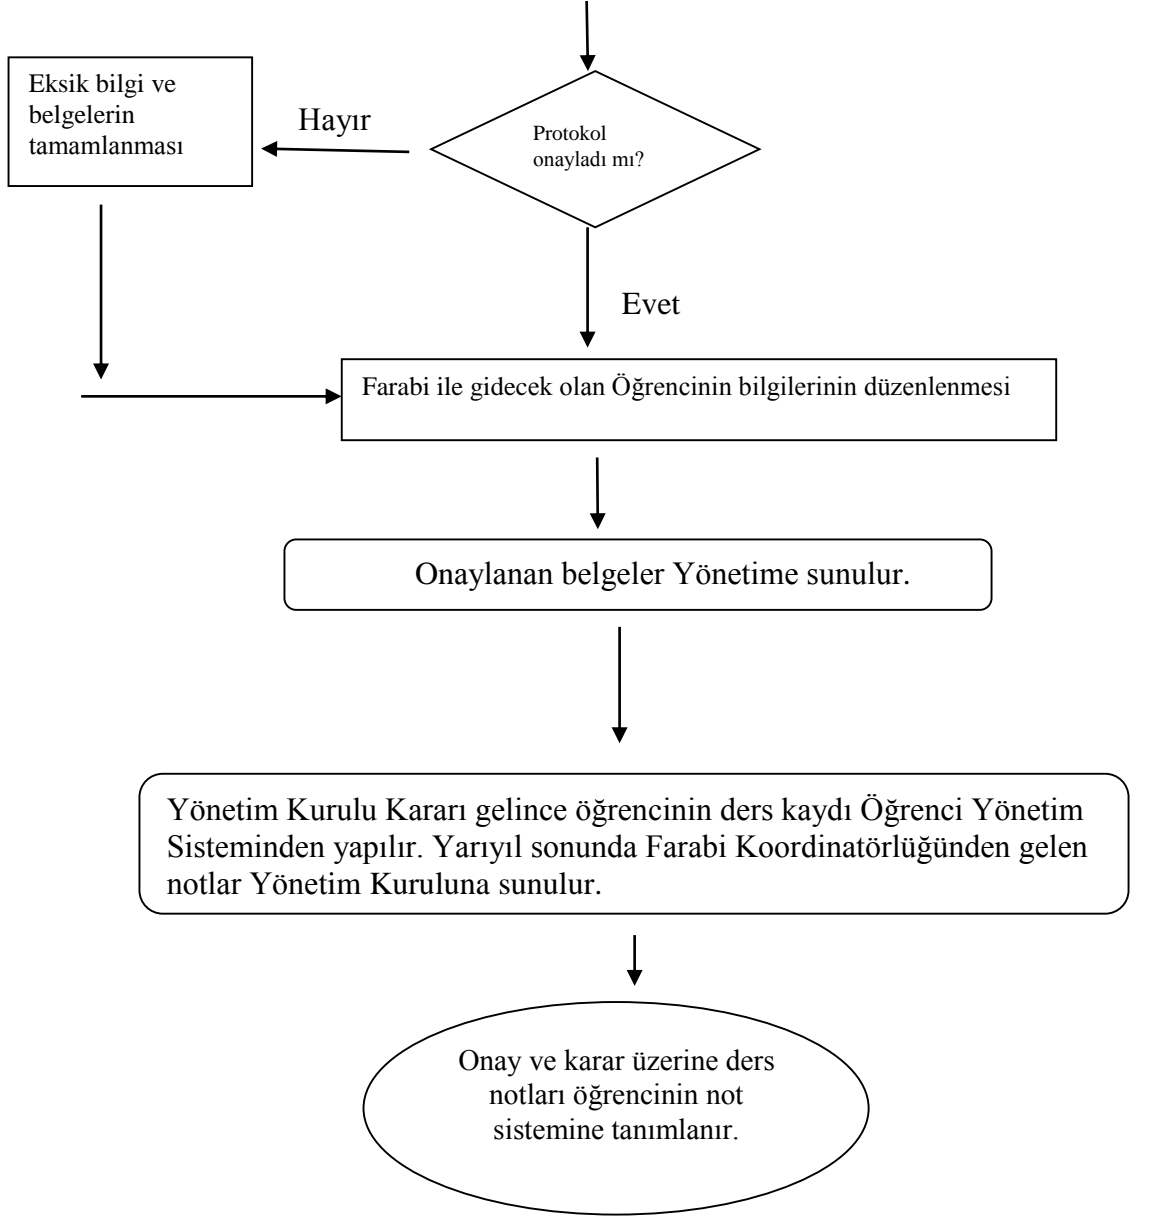 Eksik bilgi ve
belgelerin
tamamlanması
Hayır
Protokol
onayladı mı?
Evet
Farabi ile gidecek olan Öğrencinin bilgilerinin düzenlenmesi
Onaylanan belgeler Yönetime sunulur.
Yönetim Kurulu Kararı gelince öğrencinin ders kaydı Öğrenci Yönetim
Sisteminden yapılır. Yarıyıl sonunda Farabi Koordinatörlüğünden gelen
notlar Yönetim Kuruluna sunulur.
Onay ve karar üzerine ders
notları öğrencinin not
sistemine tanımlanır.